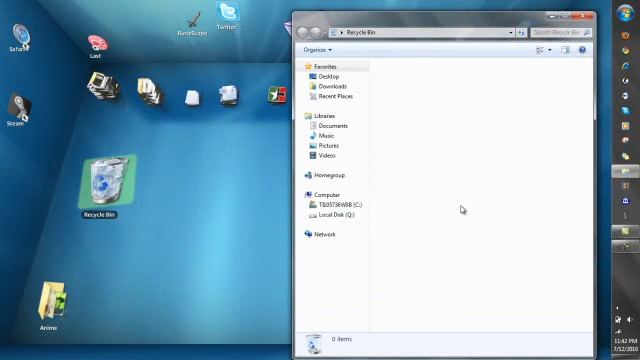 Safari
Last
RuneScape
Twitter
Steam
Recycle Bin
Anime
Recycle Bin
Search Recycle Bin
Organize
Favorites
Desktop
Downloads
Recent Places
Libraries
Documents
Music
Pictures
Videos
Homegroup
Computer
TI105736W0B (C:)
Local Disk (Q:)
Network
0 items
11:42 PM
7/12/2010